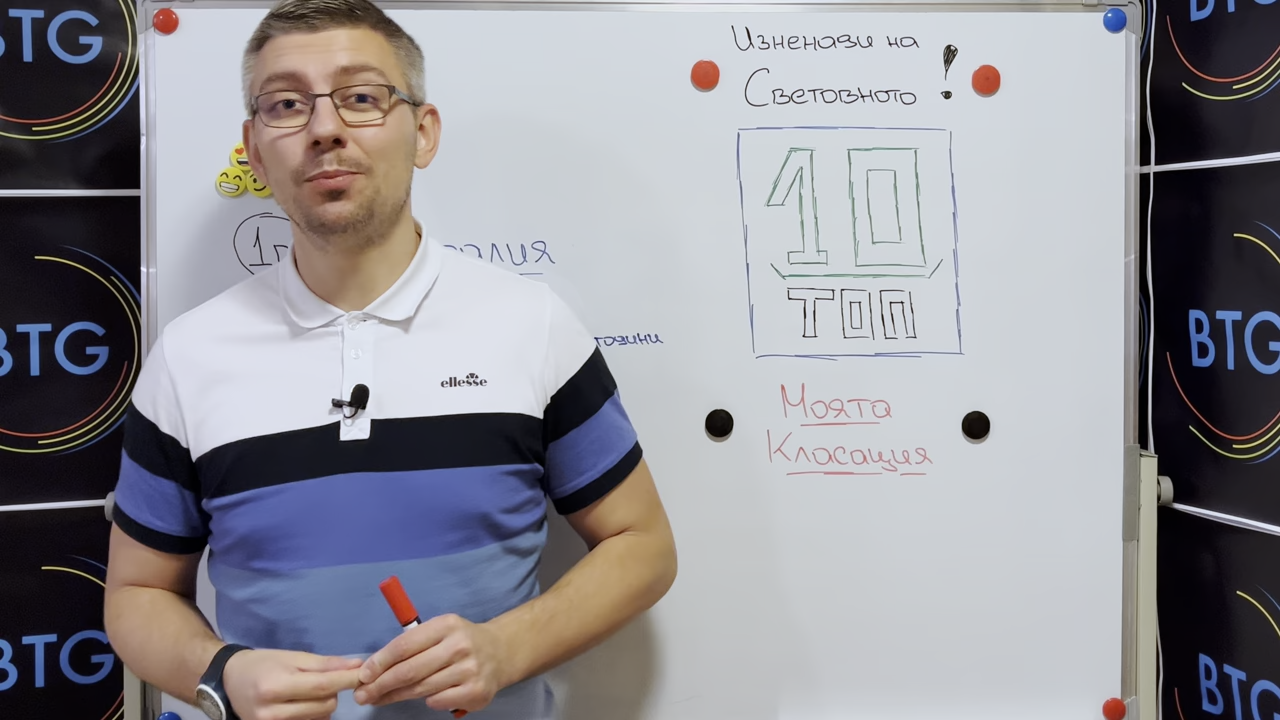 Изненади на
Световното !
10
ТОП
Моята
Класация
ellesse
BTG
BTG
BTG
BTG
BTG
BTG